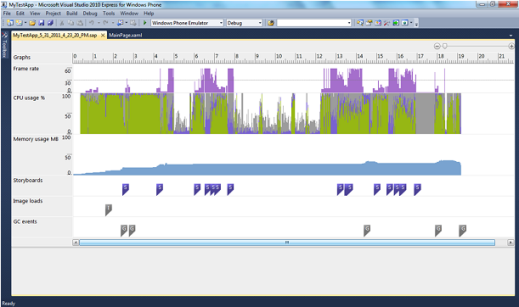 MyTestApp - Microsoft Visual Studio 2010 Express for Windows Phone
File Edit View Project Build Debug Tools Window Help
Windows Phone Emulator Debug
MyTestApp_5_21_2011_4_22_20_PM.sap MainPage.xaml
Toolbox
Graphs
0 1 2 3 4 5 6 7 8 9 10 11 12 13 14 15 16 17 18 19 20 21
Frame rate
60
0
CPU usage %
100
50
0
Memory usage MB
100
50
0
Storyboards
S S S S S S S S S S S S S S
Image loads
I
GC events
G G G G G
Ready